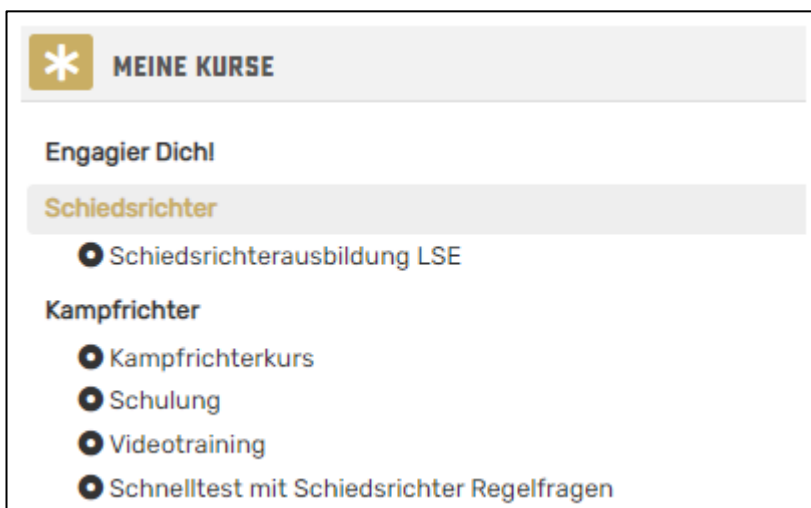 MEINE KURSE
Engagier Dich!
Schiedsrichter
Schiedsrichterausbildung LSE
Kampfrichter
Kampfrichterkurs
Schulung
Videotraining
Schnelltest mit Schiedsrichter Regelfragen